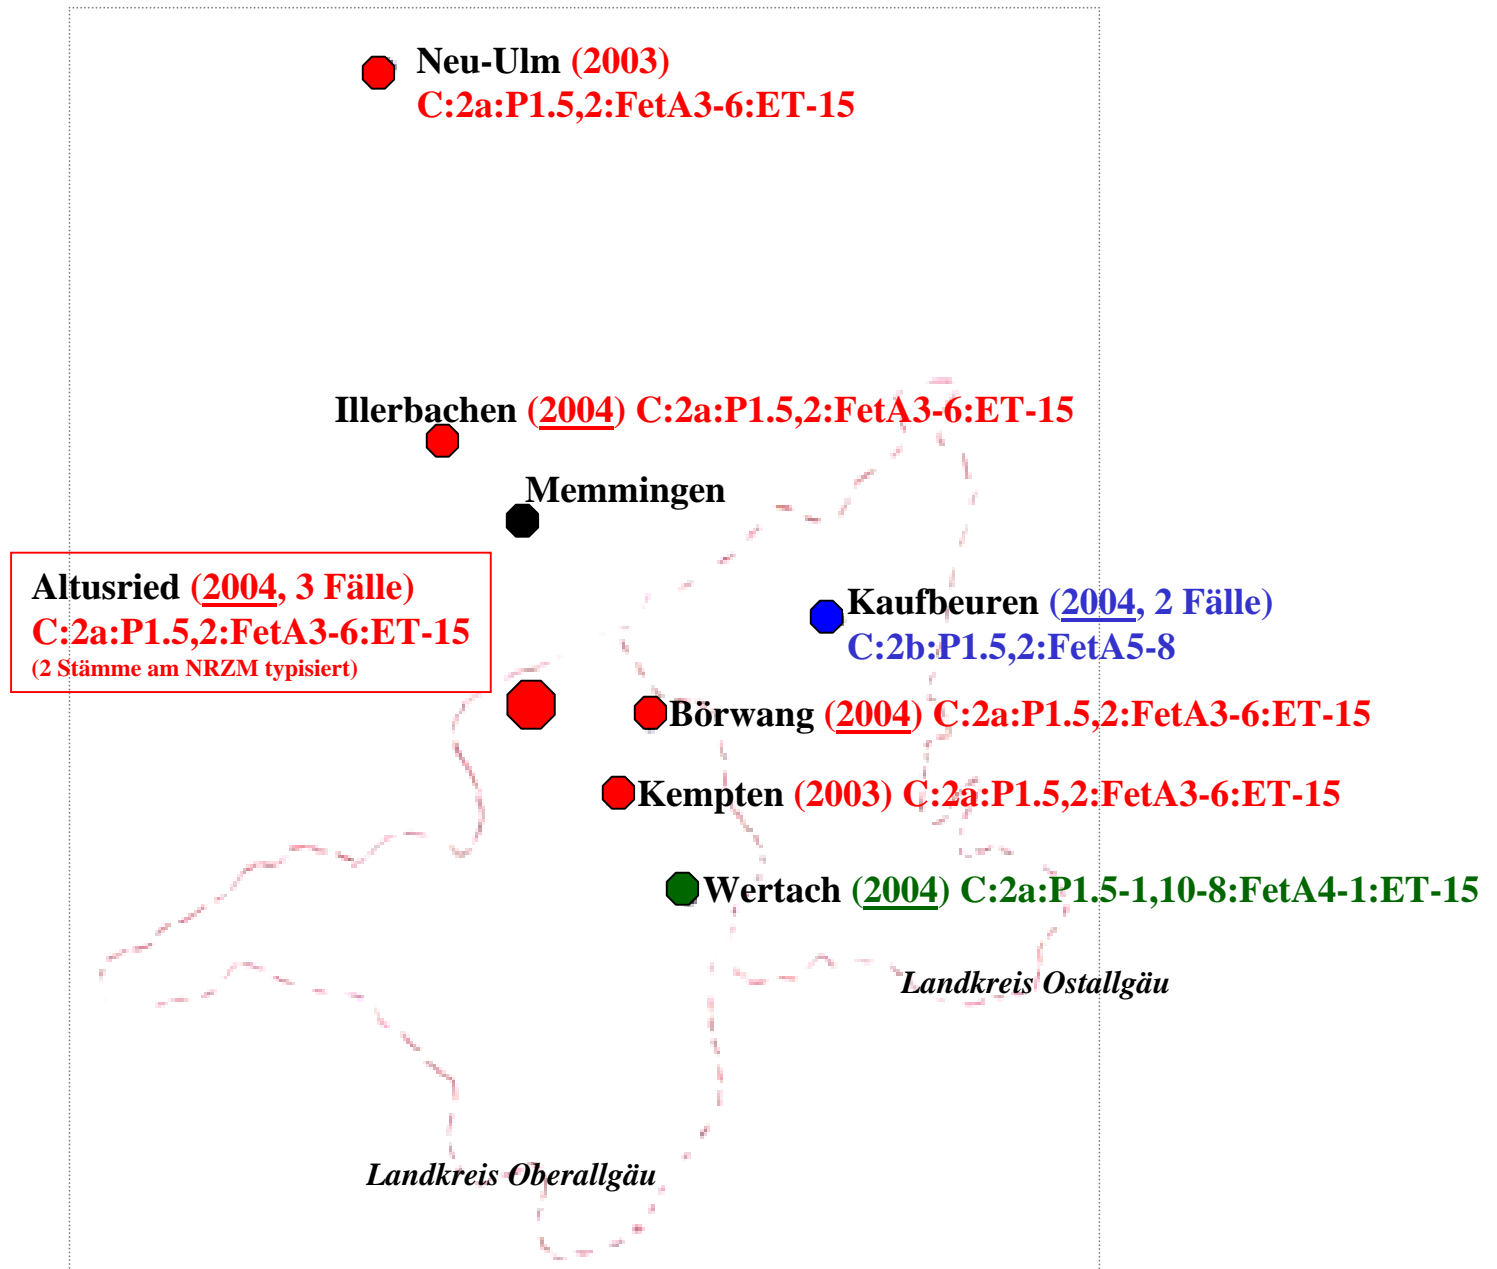 Neu-Ulm (2003)
C:2a:P1.5,2:FetA3-6:ET-15
Illerbachen (2004) C:2a:P1.5,2:FetA3-6:ET-15
Memmingen
Altusried (2004, 3 Fälle)
C:2a:P1.5,2:FetA3-6:ET-15
(2 Stämme am NRZM typisiert)
Kaufbeuren (2004, 2 Fälle)
C:2b:P1.5,2:FetA5-8
Börwang (2004) C:2a:P1.5,2:FetA3-6:ET-15
Kempten (2003) C:2a:P1.5,2:FetA3-6:ET-15
Wertach (2004) C:2a:P1.5-1,10-8:FetA4-1:ET-15
Landkreis Ostallgäu
Landkreis Oberallgäu